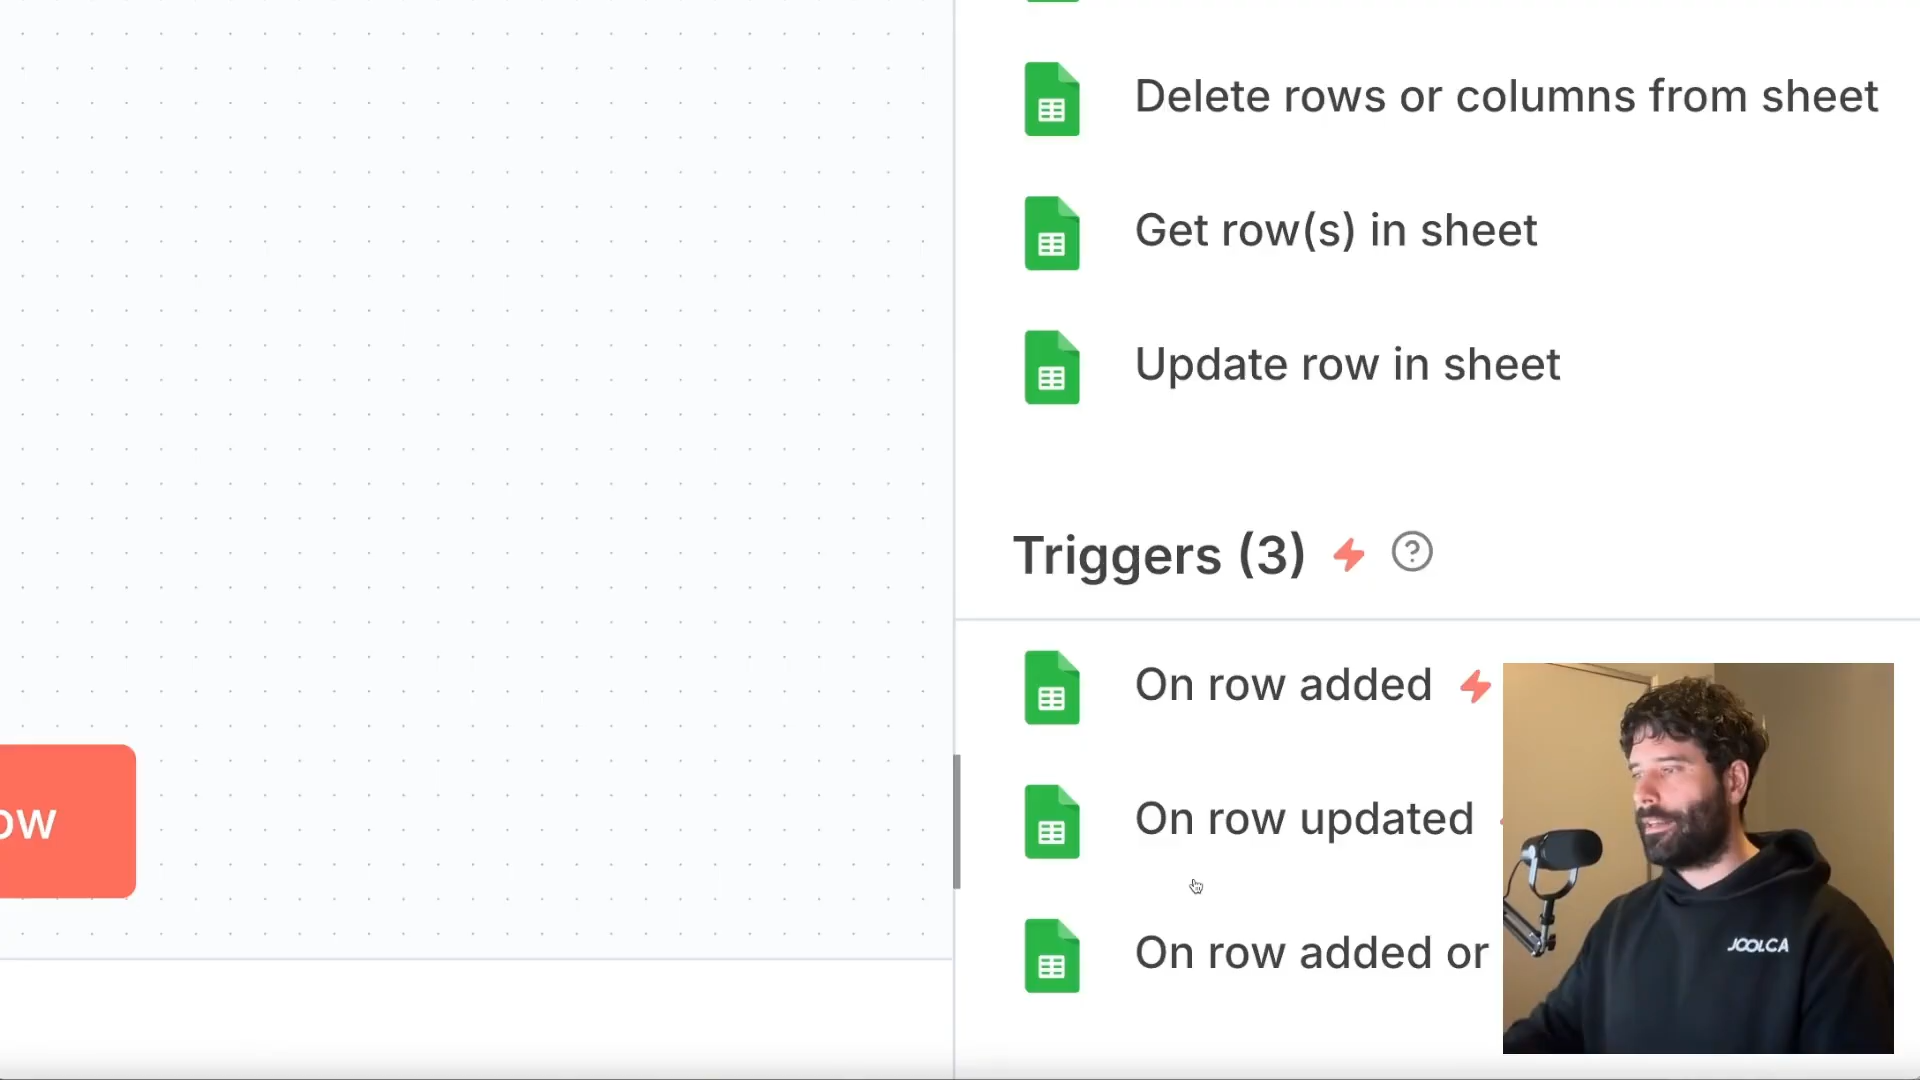 Delete rows or columns from sheet
Get row(s) in sheet
Update row in sheet
Triggers (3)
On row added
On row updated
On row added or
ow
JOOLCA